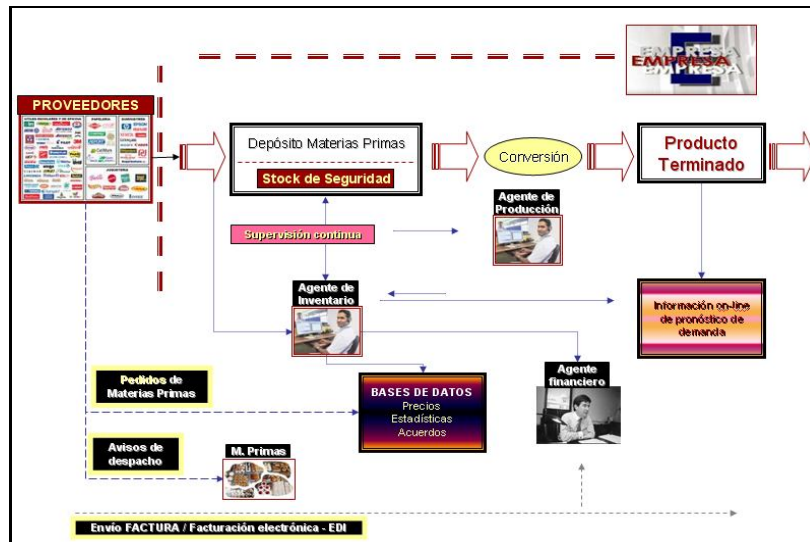 EMPRESA
EMPRESA
EMPRESA
PROVEEDORES
Depósito Materias Primas
Stock de Seguridad
Conversión
Producto
Terminado
Supervisión continua
Agente de
Producción
Agente de
Inventario
Información on-line
de pronóstico de
demanda
Pedidos de
Materias Primas
BASES DE DATOS
Precios
Estadísticas
Acuerdos
Agente
financiero
Avisos de
despacho
M. Primas
Envío FACTURA / Facturación electrónica - EDI